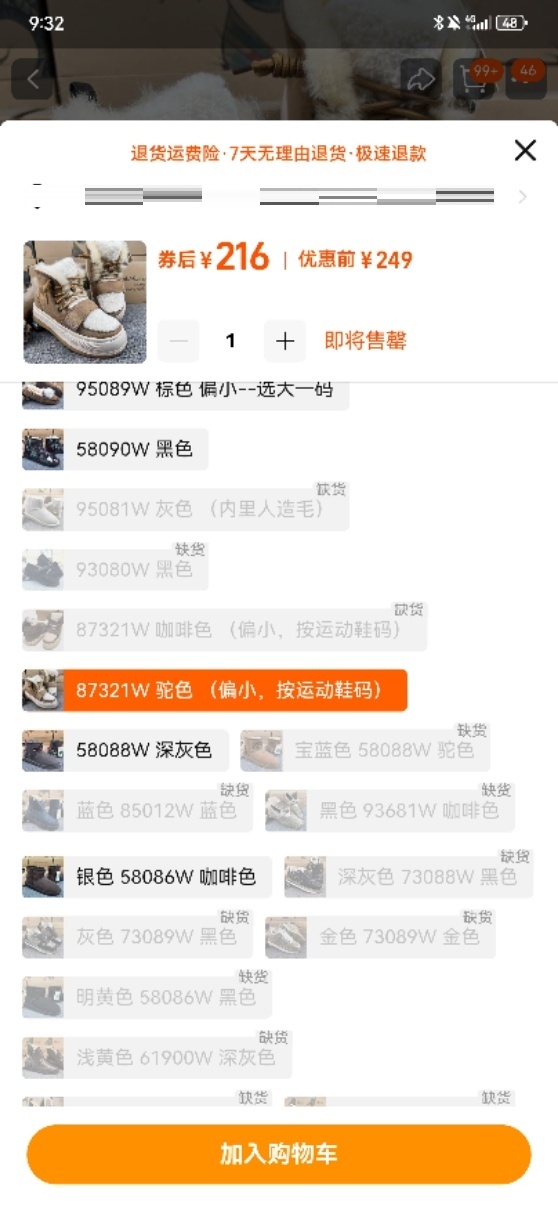 9:32
4G
48
99+
46
退货运费险·7天无理由退货·极速退款
券后¥216 | 优惠前¥249
1
即将售罄
95089W 棕色 偏小--选大一码
58090W 黑色
缺货
95081W 灰色 （内里人造毛）
缺货
93080W 黑色
缺货
87321W 咖啡色 （偏小，按运动鞋码）
87321W 驼色 （偏小，按运动鞋码）
缺货
58088W 深灰色 宝蓝色 58088W 驼色
缺货 缺货
蓝色 85012W 蓝色 黑色 93681W 咖啡色
缺货
银色 58086W 咖啡色 深灰色 73088W 黑色
缺货 缺货
灰色 73089W 黑色 金色 73089W 金色
缺货
明黄色 58086W 黑色
缺货
浅黄色 61900W 深灰色
缺货 缺货
加入购物车